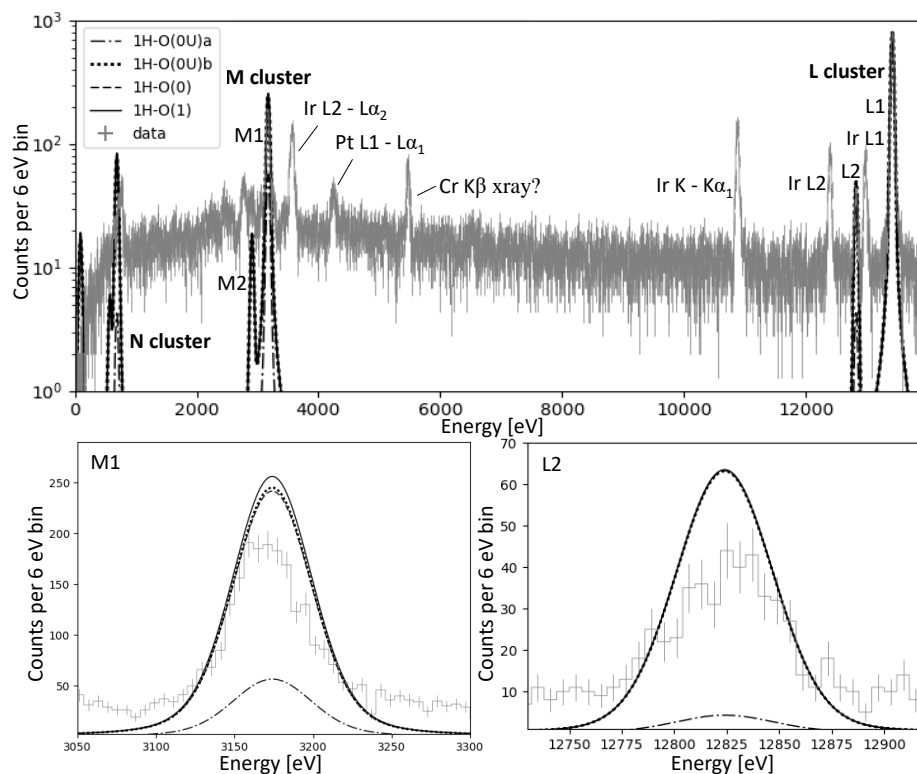 10³
1H-O(0U)a
1H-O(0U)b
1H-O(0)
1H-O(1)
data
M cluster
M1
Ir L2 - Lα₂
Pt L1 - Lα₁
Cr Kβ xray?
Ir K - Kα₁
L cluster
L1
Ir L1
Ir L2
L2
10²
Counts per 6 eV bin
10¹
M2
N cluster
10⁰
0 2000 4000 6000 8000 10000 12000
Energy [eV]
M1
250
200
150
100
50
Counts per 6 eV bin
3050 3100 3150 3200 3250 3300
Energy [eV]
L2
70
60
50
40
30
20
10
Counts per 6 eV bin
12750 12775 12800 12825 12850 12875 12900
Energy [eV]